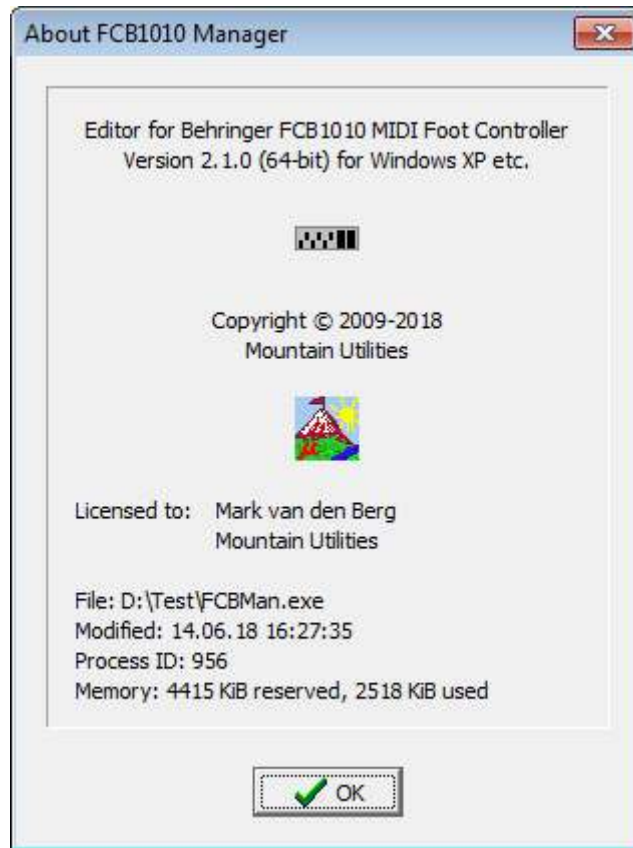 About FCB1010 Manager
Editor for Behringer FCB1010 MIDI Foot Controller
Version 2.1.0 (64-bit) for Windows XP etc.
Copyright © 2009-2018
Mountain Utilities
Licensed to: Mark van den Berg
Mountain Utilities
File: D:\Test\FCBMan.exe
Modified: 14.06.18 16:27:35
Process ID: 956
Memory: 4415 KiB reserved, 2518 KiB used
OK